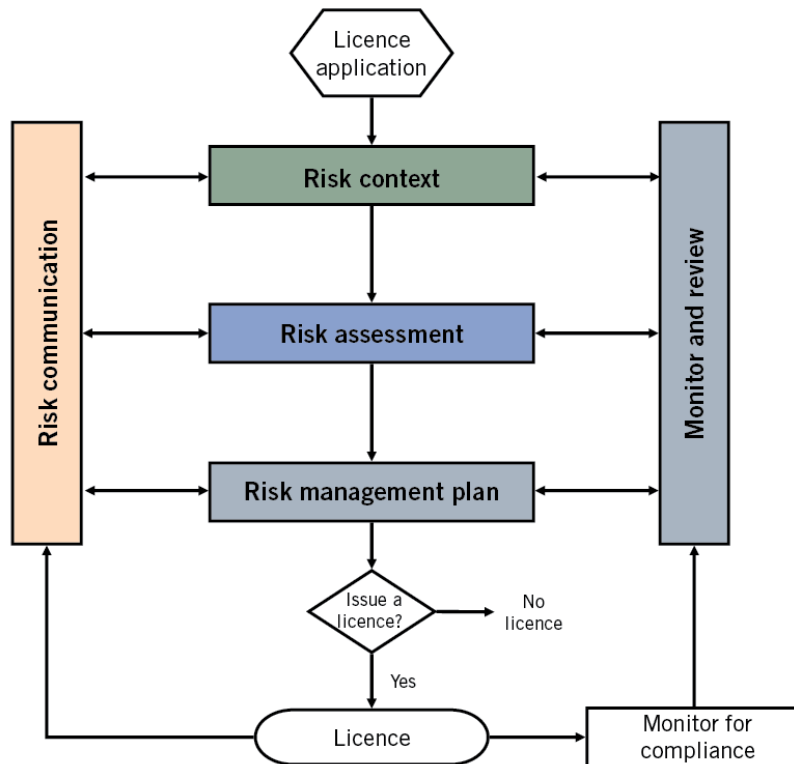 Licence
application
Risk context
Risk communication
Monitor and review
Risk assessment
Risk management plan
Issue a
licence?
No
licence
Yes
Licence
Monitor for
compliance